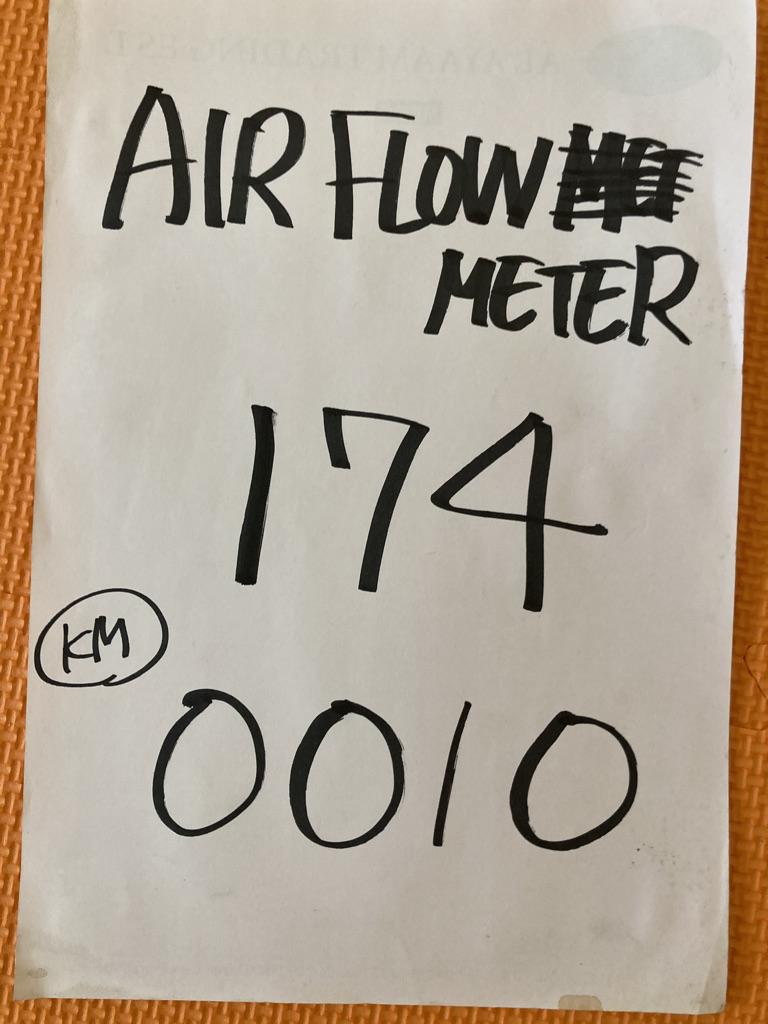 AIR FLOW
METER
174
KM
0010